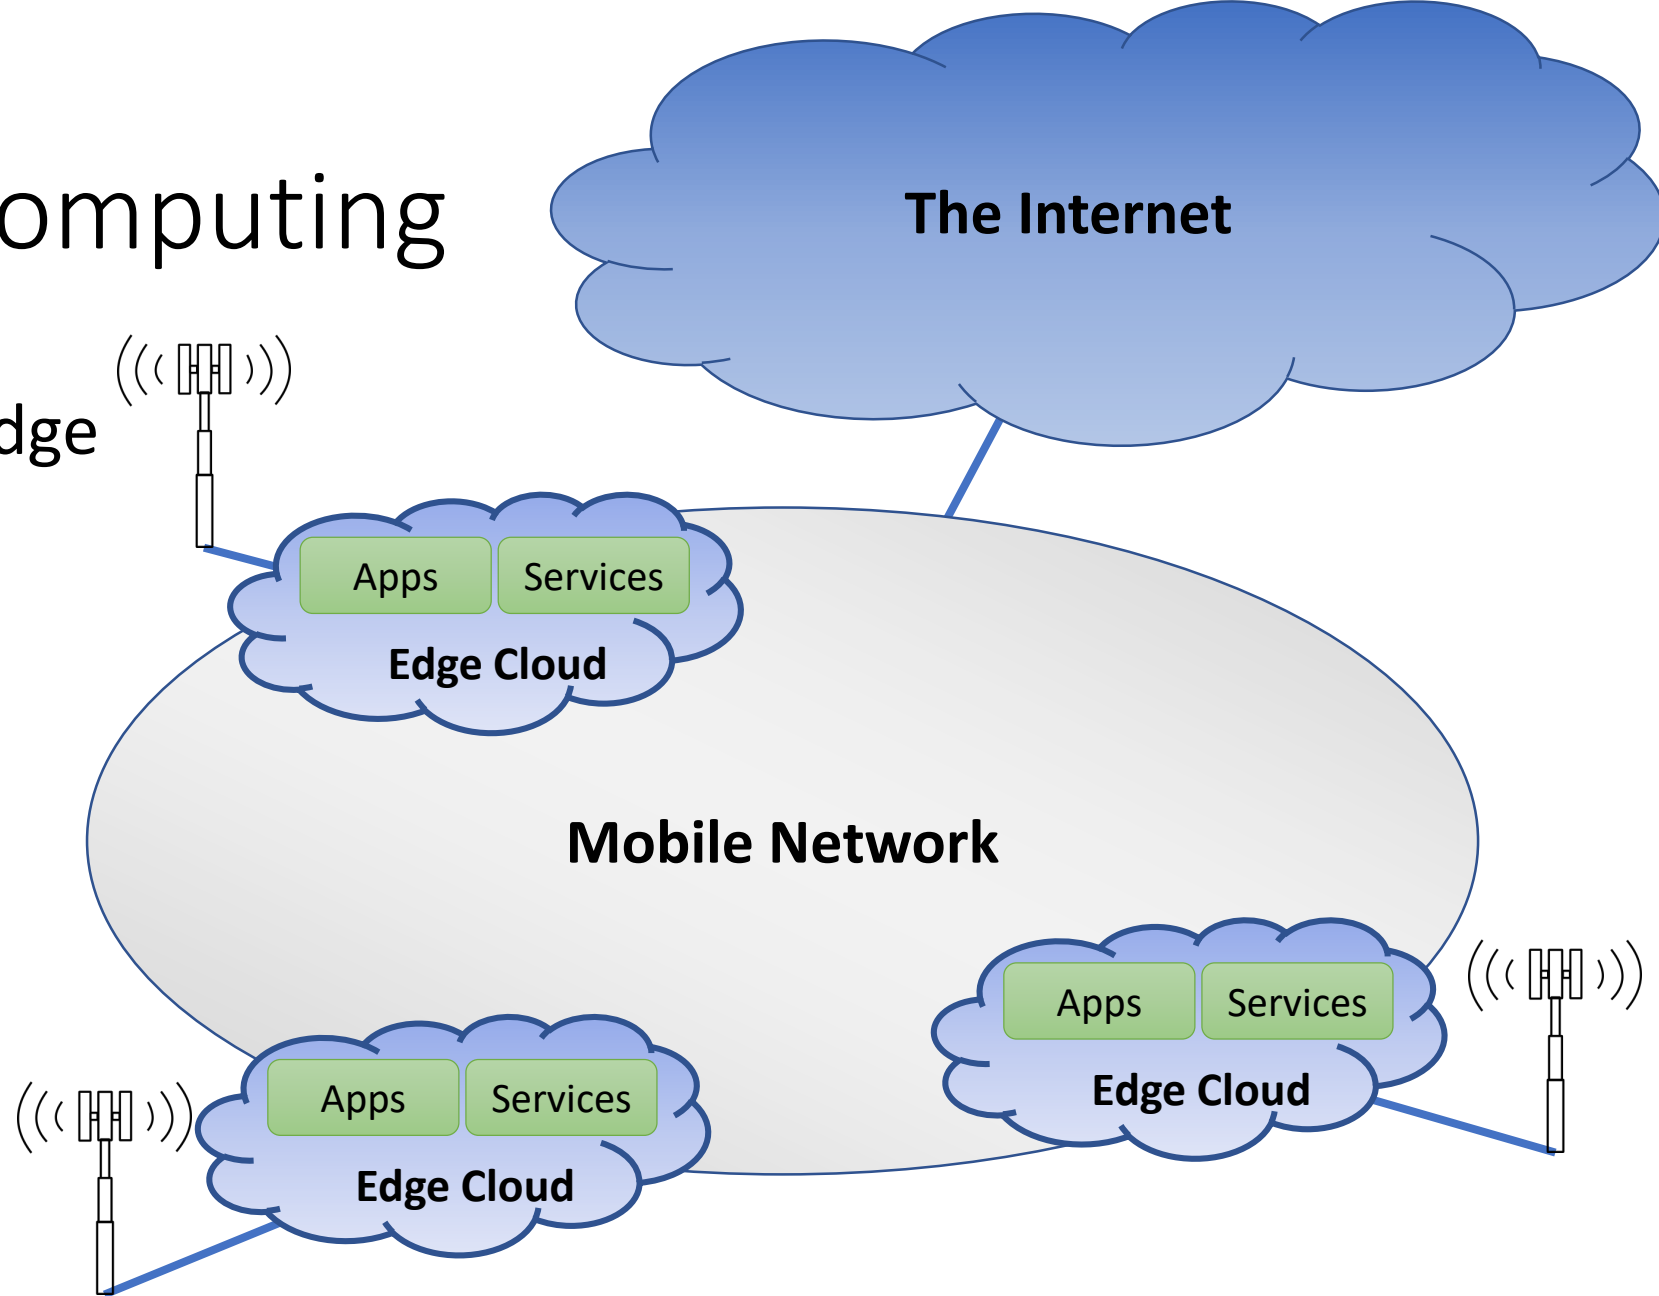 omputing
The Internet
dge
Apps Services
Edge Cloud
Mobile Network
Apps Services
Edge Cloud
Apps Services
Edge Cloud